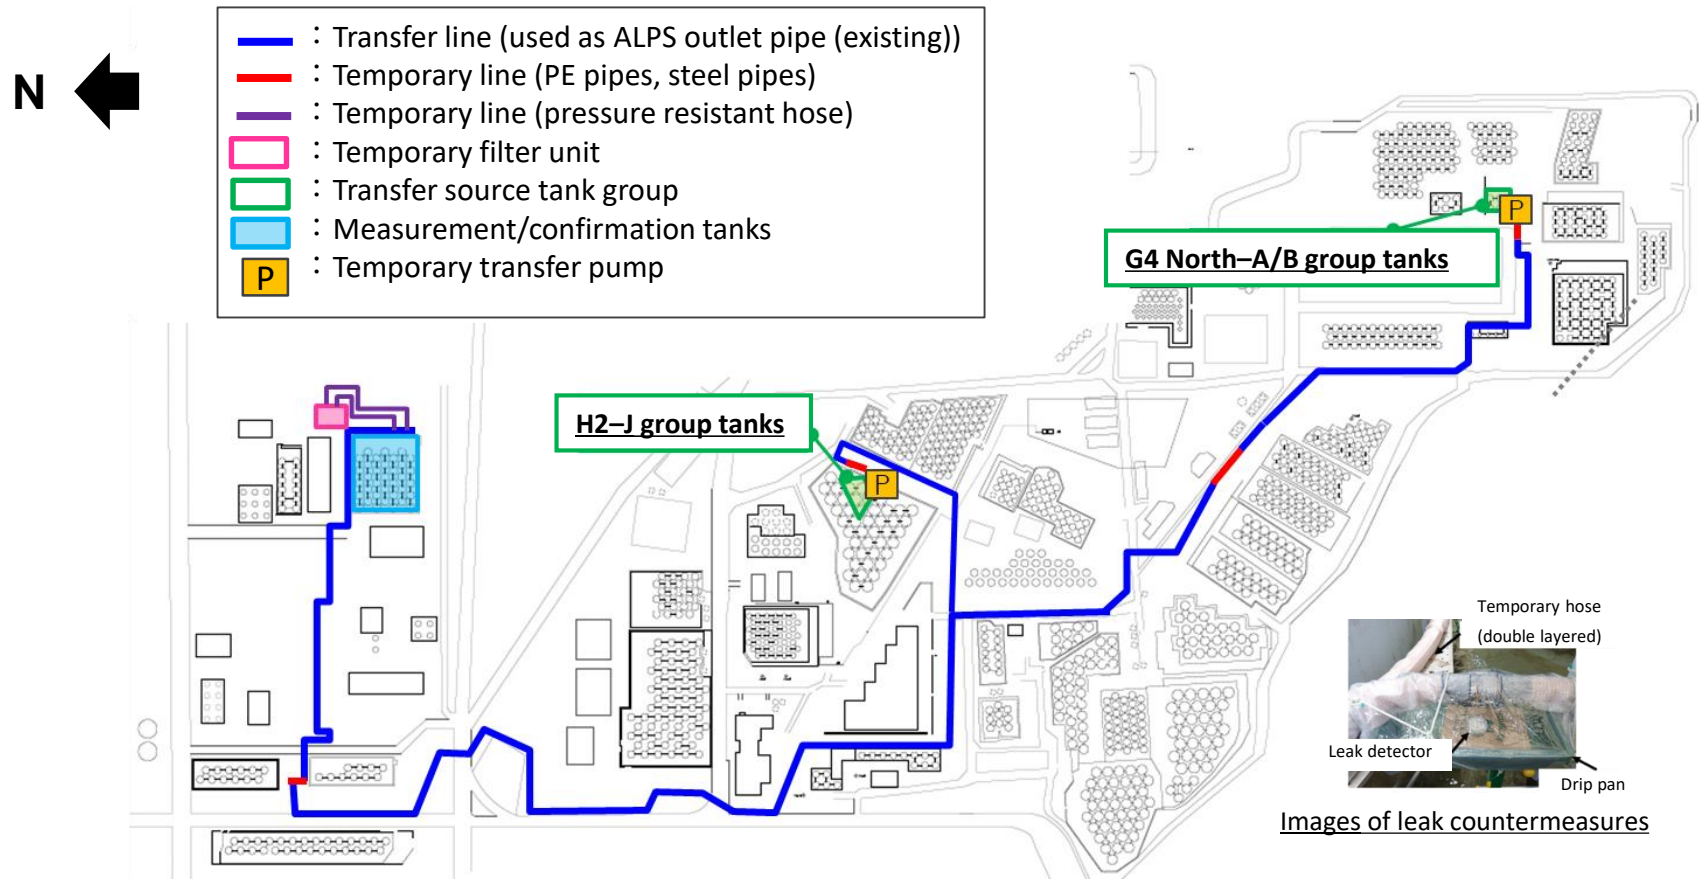 N
: Transfer line (used as ALPS outlet pipe (existing))
: Temporary line (PE pipes, steel pipes)
: Temporary line (pressure resistant hose)
: Temporary filter unit
: Transfer source tank group
: Measurement/confirmation tanks
P : Temporary transfer pump
P
G4 North–A/B group tanks
H2–J group tanks
P
Temporary hose
(double layered)
Leak detector
Drip pan
Images of leak countermeasures